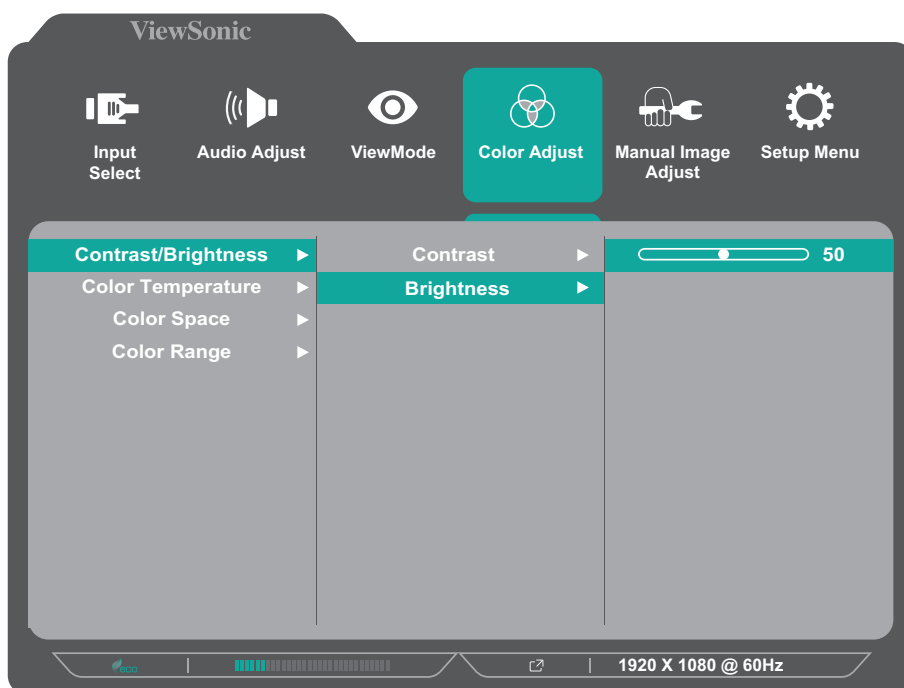 ViewSonic
Input
Select
Audio Adjust
ViewMode
Color Adjust
Manual Image
Adjust
Setup Menu
Contrast/Brightness
Contrast
50
Color Temperature
Brightness
Color Space
Color Range
eco
1920 X 1080 @ 60Hz